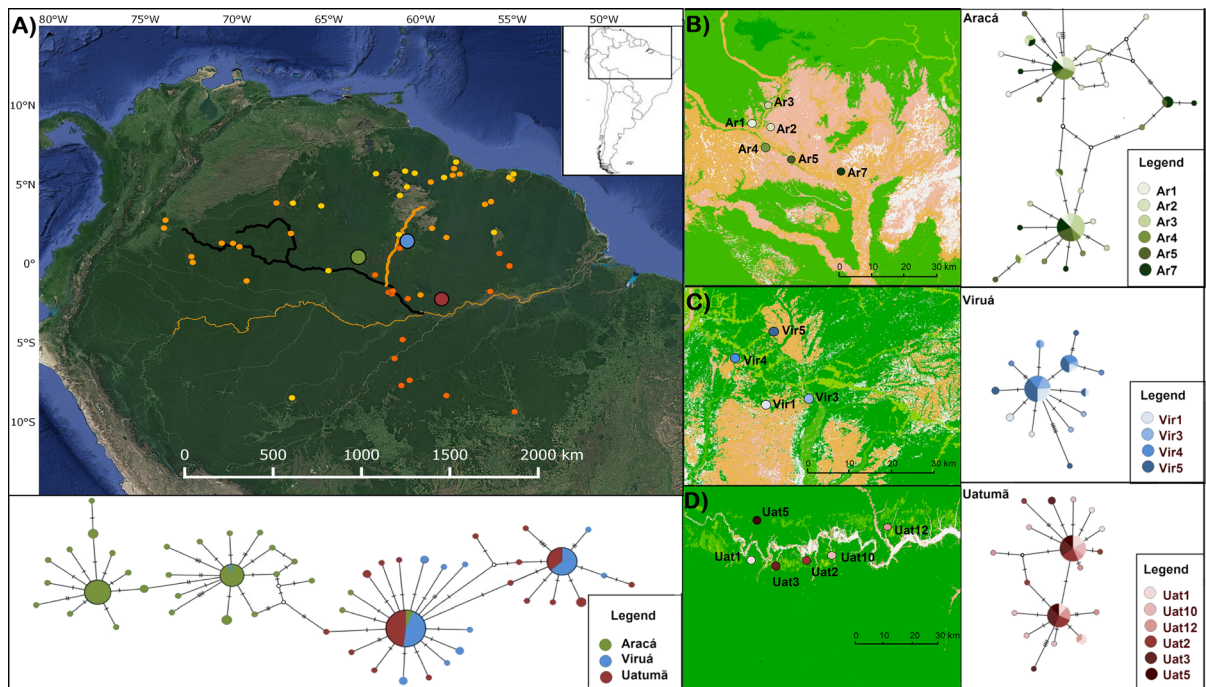 A)
80°W 75°W 70°W 65°W 60°W 55°W 50°W
10°N
5°N
0°
5°S
10°S
0 500 1000 1500 2000 km
Legend
Aracá
Viruá
Uatumã
B)
Ar3
Ar1
Ar2
Ar4
Ar5
Ar7
0 10 20 30 km
Aracá
Legend
Ar1
Ar2
Ar3
Ar4
Ar5
Ar7
C)
Vir5
Vir4
Vir3
Vir1
0 10 20 30 km
Viruá
Legend
Vir1
Vir3
Vir4
Vir5
D)
Uat5
Uat12
Uat1
Uat10
Uat3
Uat2
0 10 20 30 km
Uatumã
Legend
Uat1
Uat10
Uat12
Uat2
Uat3
Uat5